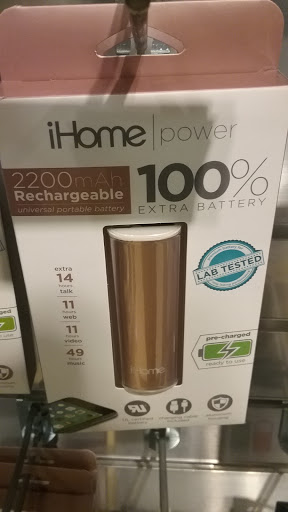 iHome | power
2200mAh
Rechargeable
universal portable battery
100%
EXTRA BATTERY
LAB TESTED
extra
14
hours
talk
11
hours
web
11
hours
video
49
hours
music
pre-charged
ready to use
iHome